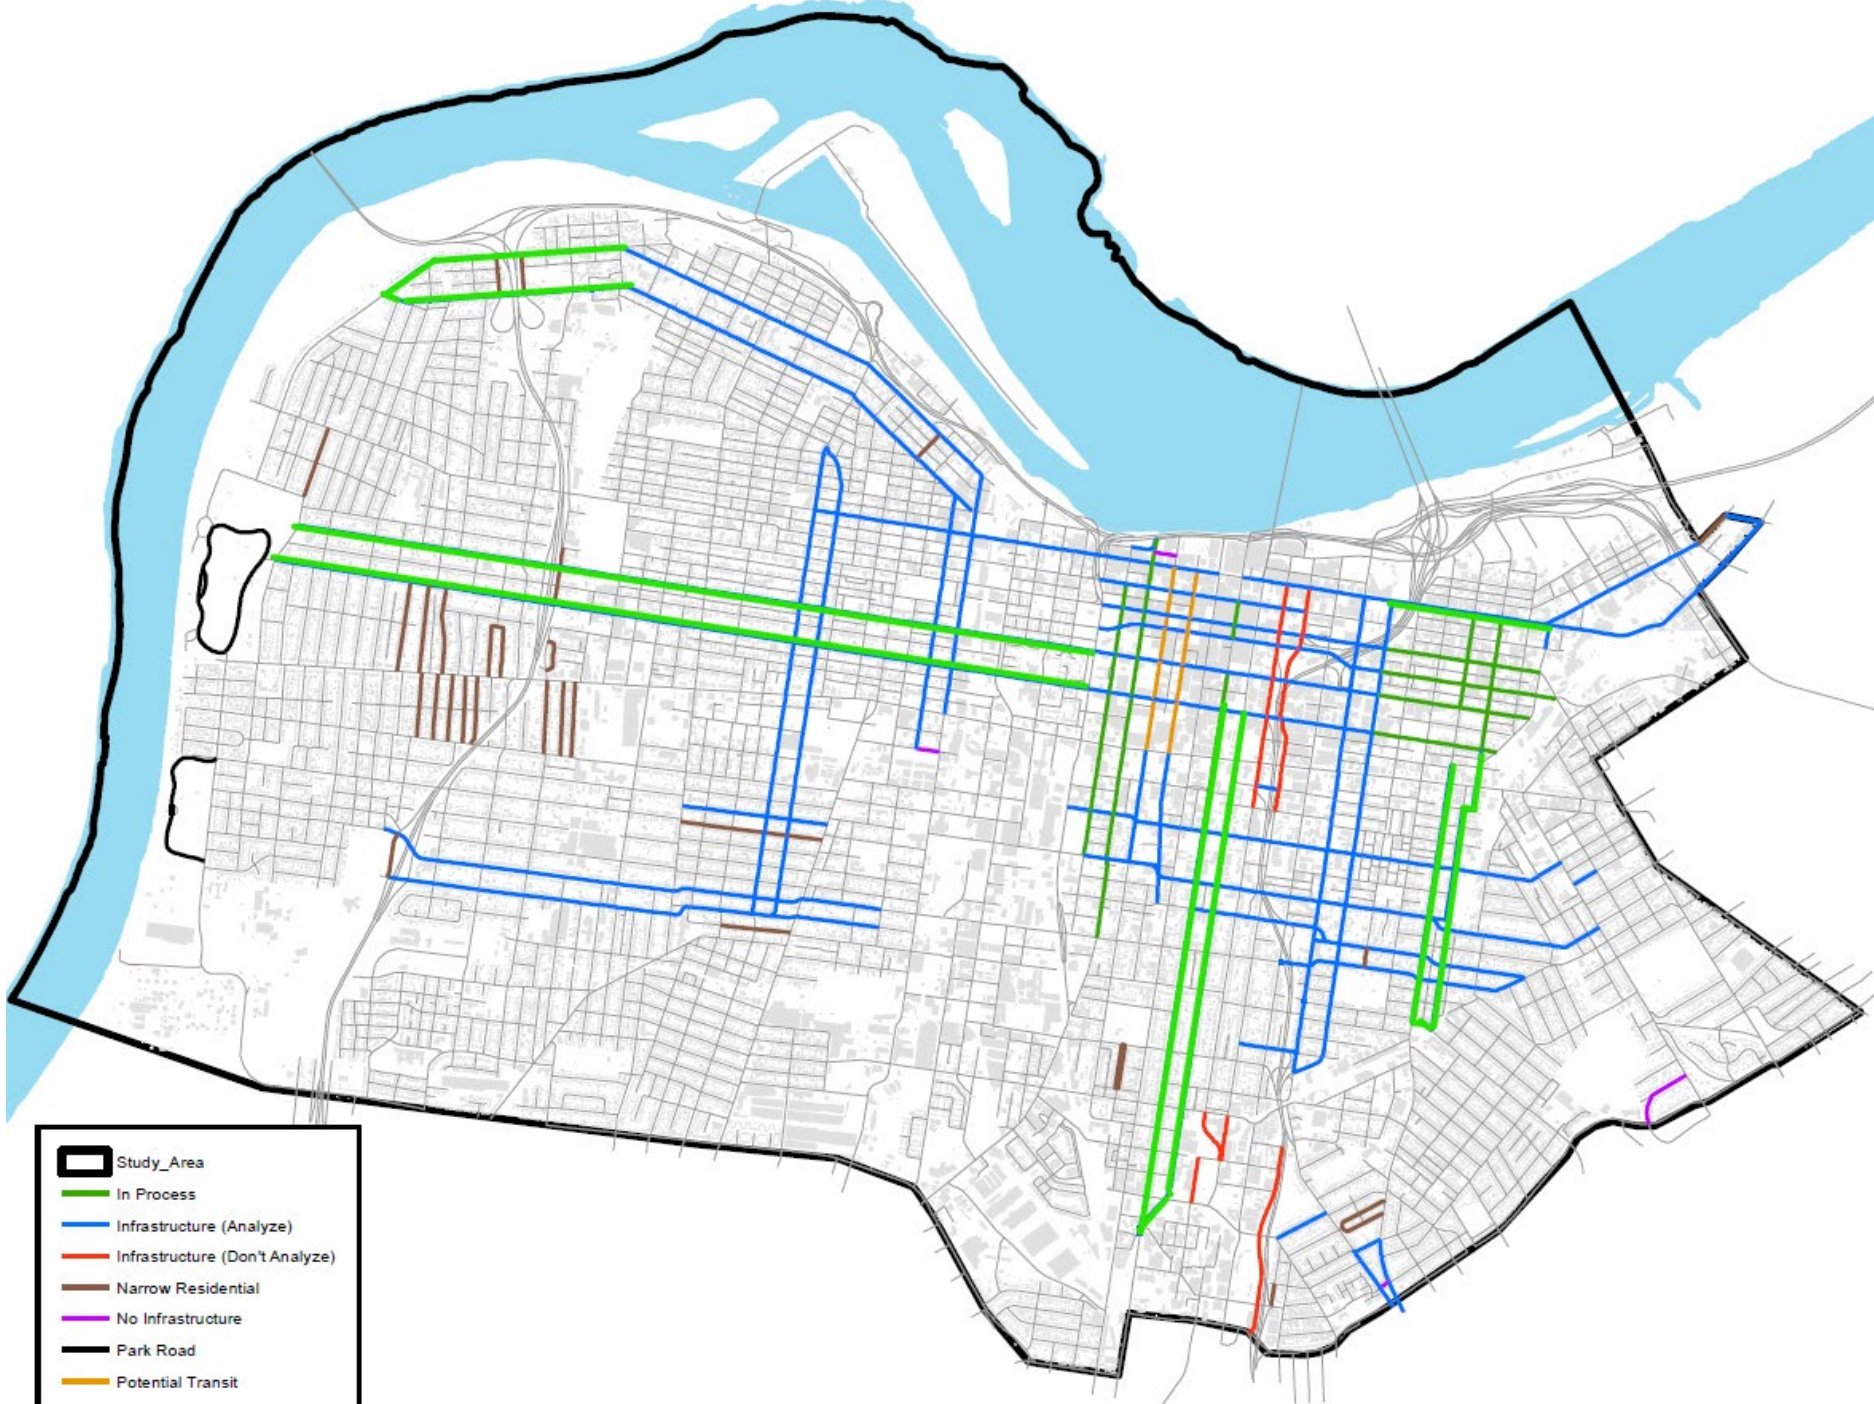 Study_Area
In Process
Infrastructure (Analyze)
Infrastructure (Don't Analyze)
Narrow Residential
No Infrastructure
Park Road
Potential Transit